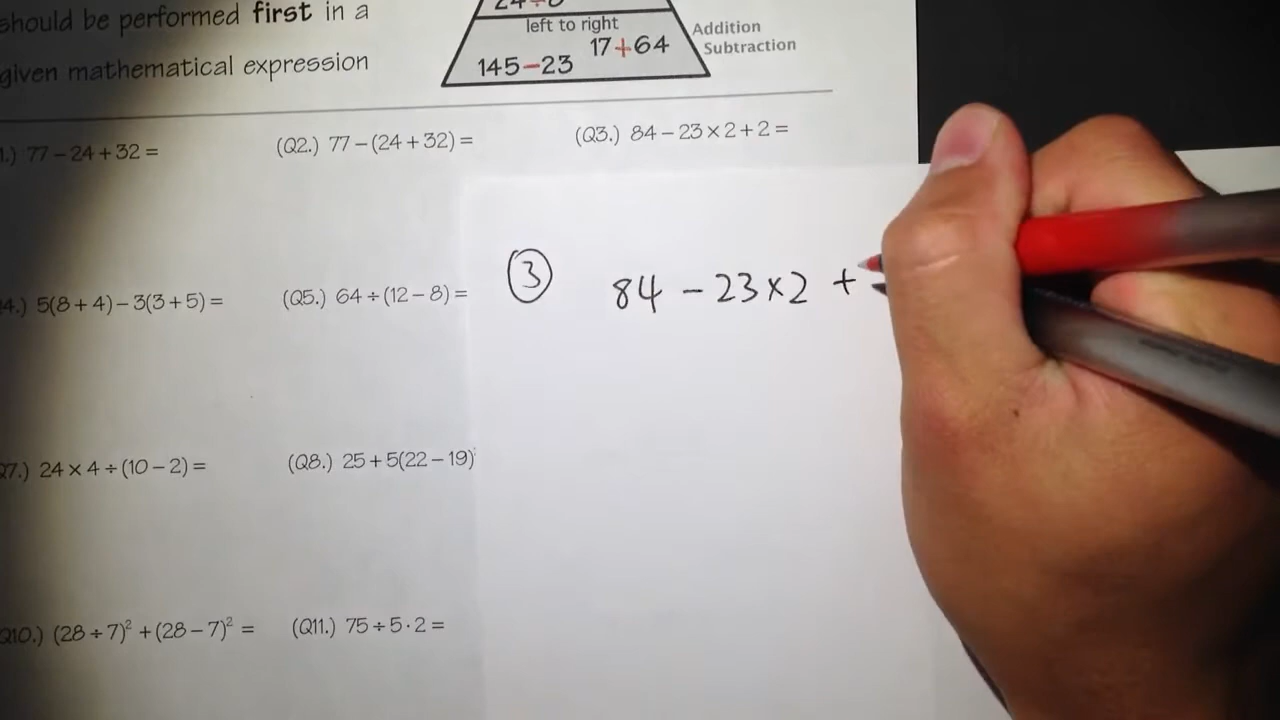 should be performed first in a
given mathematical expression
left to right
17+64
145−23
Addition
Subtraction
.) 77−24+32=
(Q2.) 77−(24+32)=
(Q3.) 84−23×2+2=
4.) 5(8+4)−3(3+5)=
(Q5.) 64÷(12−8)=
③ 84 − 23×2 +
Q7.) 24×4÷(10−2)=
(Q8.) 25+5(22−19)
Q10.) (28÷7)² +(28−7)² =
(Q11.) 75÷5·2=